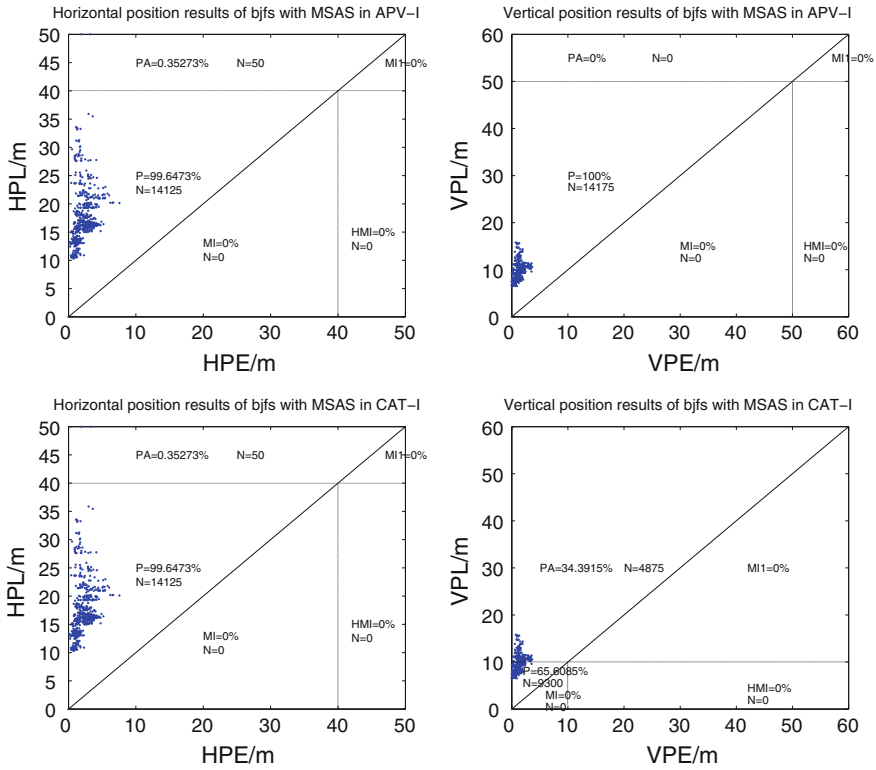 Horizontal position results of bjfs with MSAS in APV−I
50
45
40
35
30
25
20
15
10
5
0
HPL/m
PA=0.35273% N=50 MI1=0%
P=99.6473%
N=14125
MI=0%
N=0
HMI=0%
N=0
0 10 20 30 40 50
HPE/m
Vertical position results of bjfs with MSAS in APV−I
60
50
40
30
20
10
0
VPL/m
PA=0% N=0 MI1=0%
P=100%
N=14175
MI=0%
N=0
HMI=0%
N=0
0 10 20 30 40 50 60
VPE/m
Horizontal position results of bjfs with MSAS in CAT−I
50
45
40
35
30
25
20
15
10
5
0
HPL/m
PA=0.35273% N=50 MI1=0%
P=99.6473%
N=14125
MI=0%
N=0
HMI=0%
N=0
0 10 20 30 40 50
HPE/m
Vertical position results of bjfs with MSAS in CAT−I
60
50
40
30
20
10
0
VPL/m
PA=34.3915% N=4875 MI1=0%
P=65.6085%
N=9300
MI=0%
N=0
HMI=0%
N=0
0 10 20 30 40 50 60
VPE/m